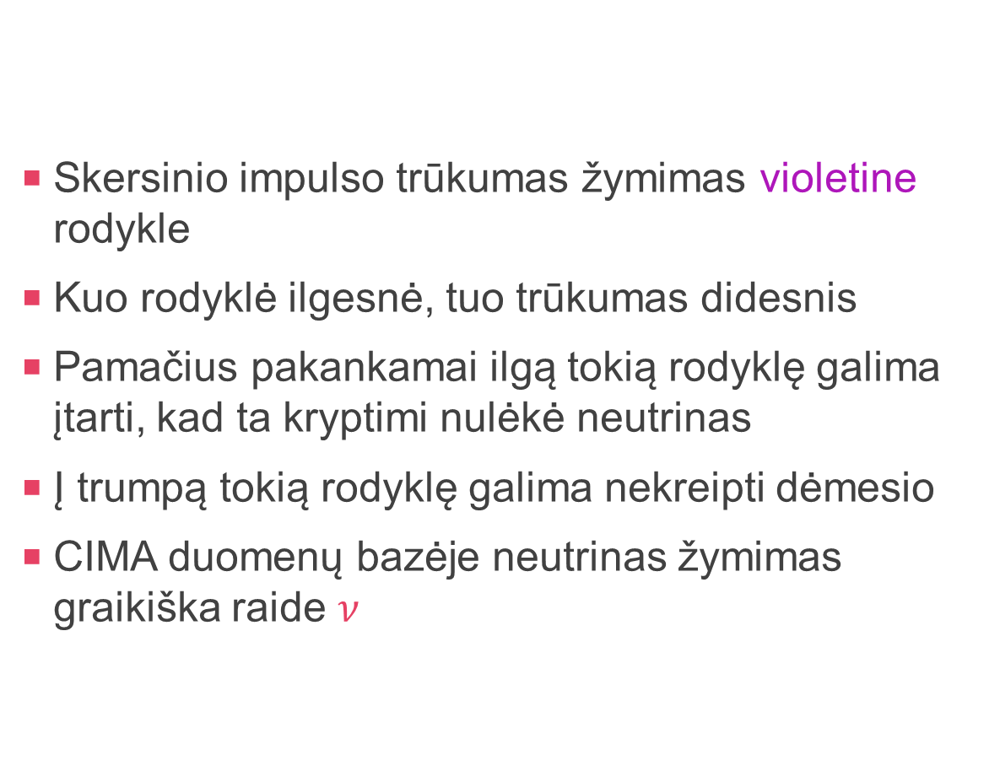 ▪ Skersinio impulso trūkumas žymimas violetine
rodykle
▪ Kuo rodyklė ilgesnė, tuo trūkumas didesnis
▪ Pamačius pakankamai ilgą tokią rodyklę galima
įtarti, kad ta kryptimi nulėkė neutrinas
▪ Į trumpą tokią rodyklę galima nekreipti dėmesio
▪ CIMA duomenų bazėje neutrinas žymimas
graikiška raide ν